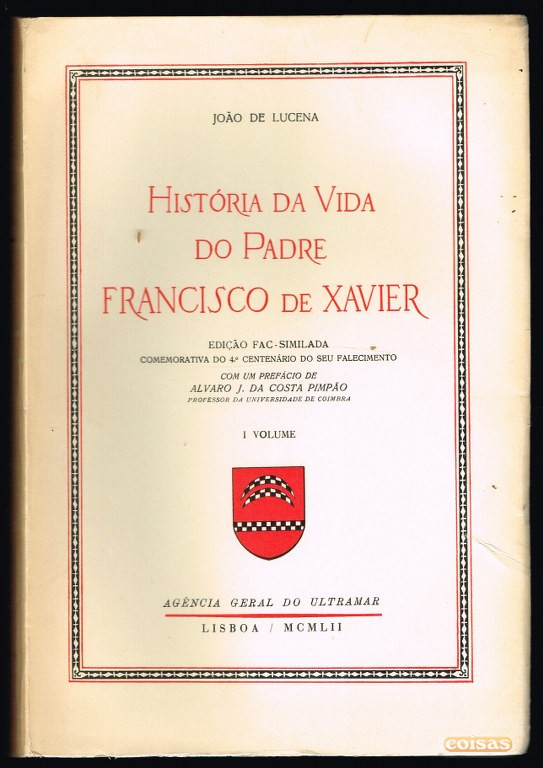 JOÃO DE LUCENA
HISTÓRIA DA VIDA
DO PADRE
FRANCISCO DE XAVIER
EDIÇÃO FAC-SIMILADA
COMEMORATIVA DO 4.º CENTENÁRIO DO SEU FALECIMENTO
COM UM PREFÁCIO DE
ALVARO J. DA COSTA PIMPÃO
PROFESSOR DA UNIVERSIDADE DE COIMBRA
I VOLUME
AGÊNCIA GERAL DO ULTRAMAR
LISBOA / MCMLII
coisas